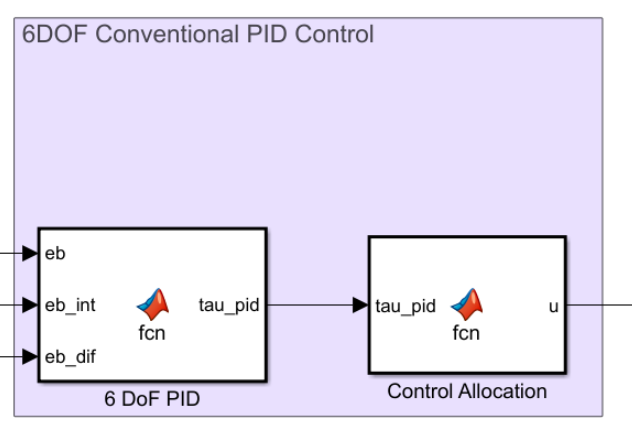 6DOF Conventional PID Control
eb
eb_int
eb_dif
fcn
tau_pid
6 DoF PID
tau_pid
fcn
u
Control Allocation